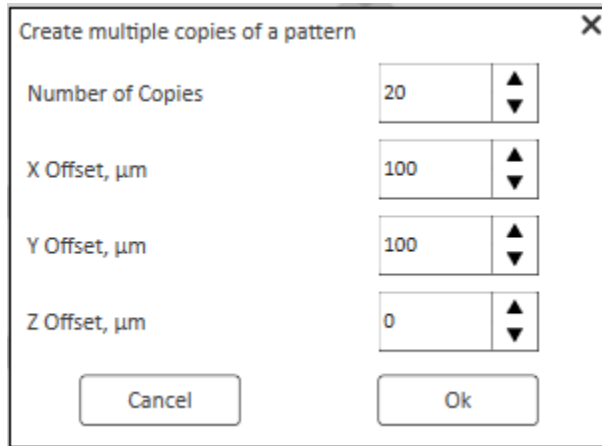 Create multiple copies of a pattern
Number of Copies 20
X Offset, µm 100
Y Offset, µm 100
Z Offset, µm 0
Cancel Ok